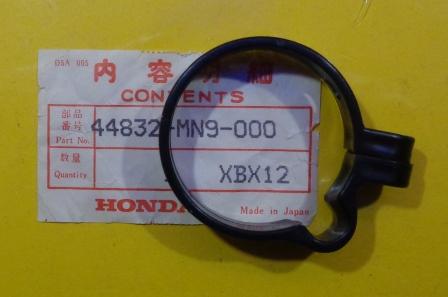 OSA 005
内容明細
CONTENTS
部品番号 Part No. 44832-MN9-000
数量 Quantity XBX12
HONDA Made in Japan